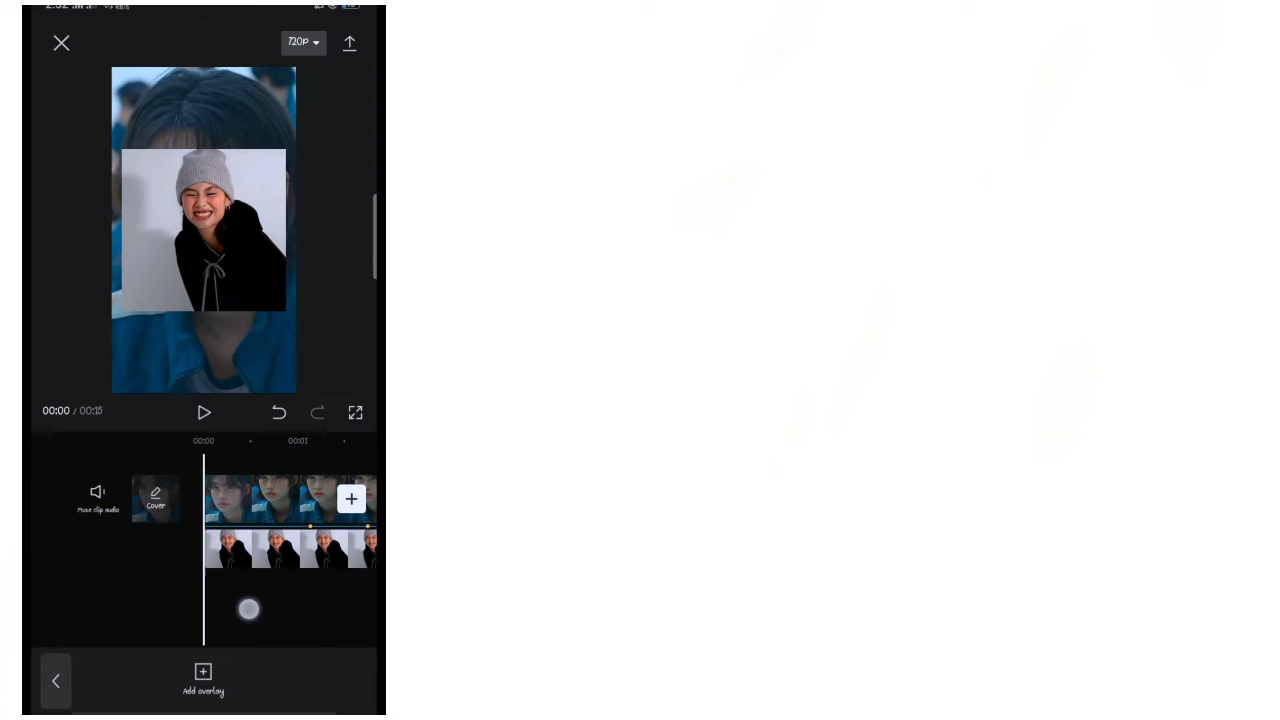 720P
00:00 / 00:15
00:00
00:01
Mute clip audio
Cover
Add overlay